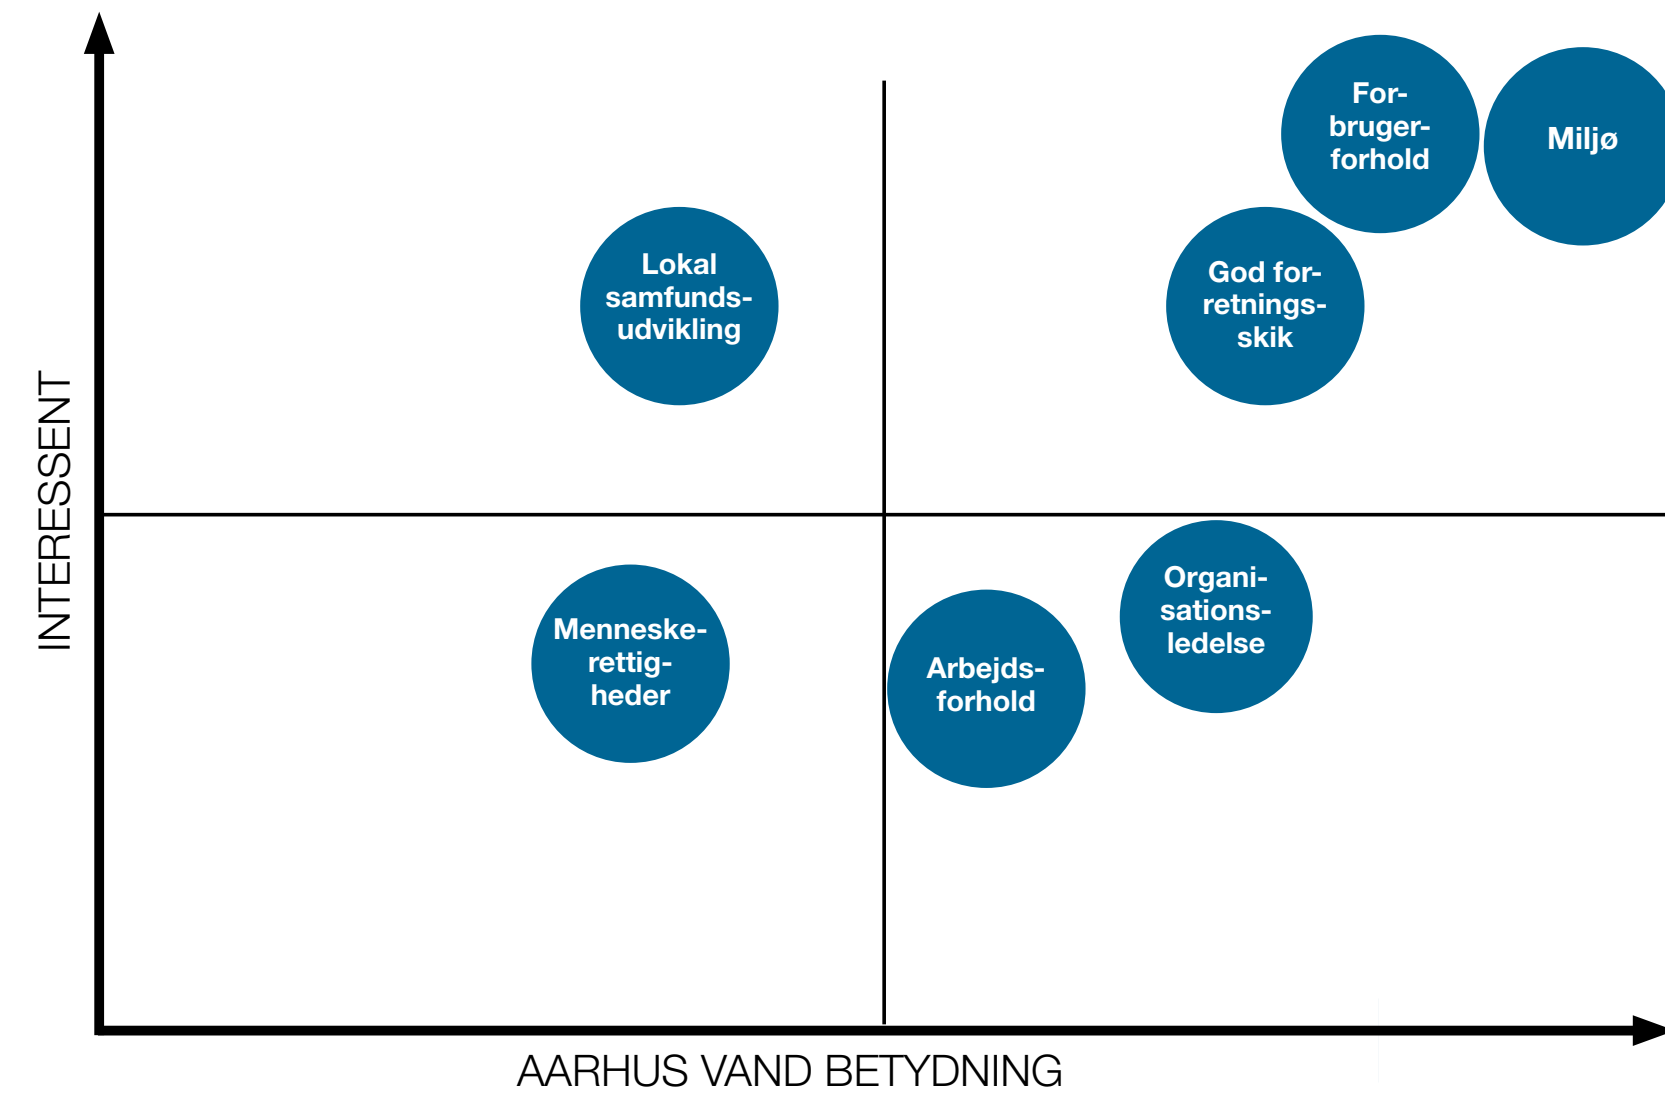 For-
bruger-
forhold
Miljø
Lokal
samfunds-
udvikling
God for-
retnings-
skik
INTERESSENT
Organi-
sations-
ledelse
Menneske-
rettig-
heder
Arbejds-
forhold
AARHUS VAND BETYDNING